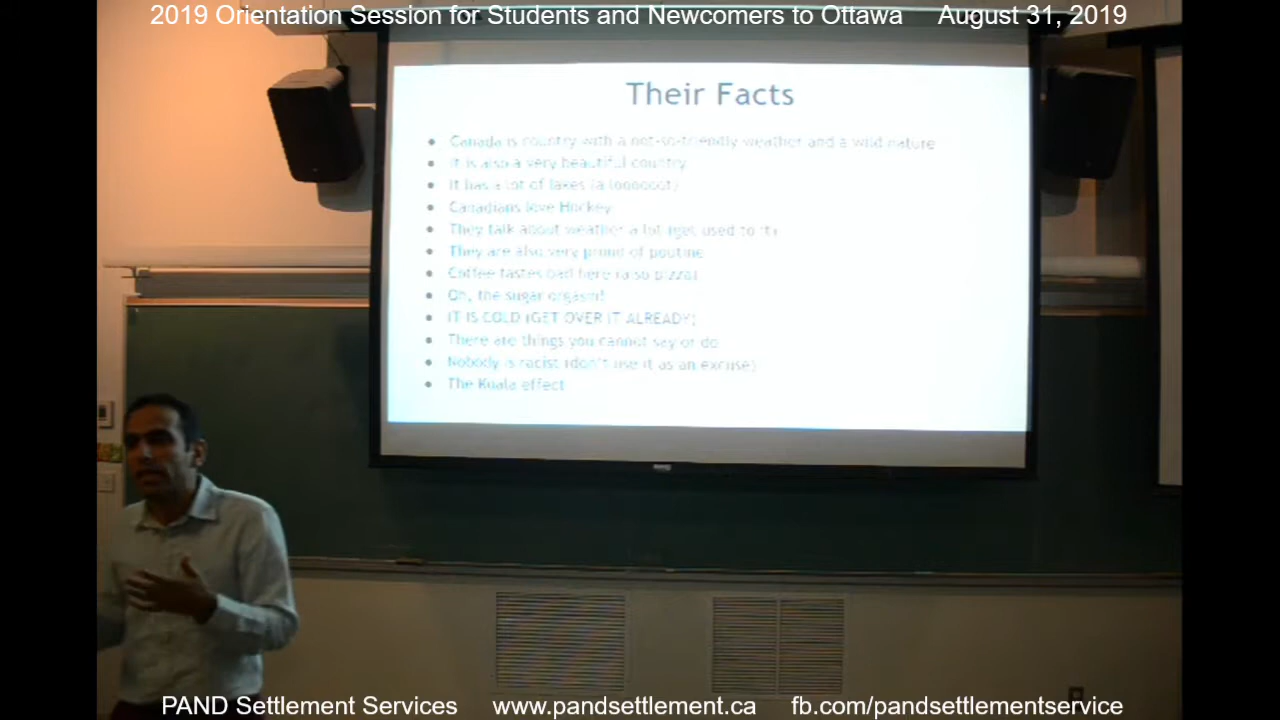 2019 Orientation Session for Students and Newcomers to Ottawa August 31, 2019
Their Facts
Canada is country with a not-so-friendly weather and a wild nature
It is also a very beautiful country
It has a lot of lakes (a looooot)
Canadians love Hockey
They talk about weather a lot (get used to it)
They are also very proud of poutine
Coffee tastes bad here (also pizza)
Oh, the sugar orgasm!
IT IS COLD (GET OVER IT ALREADY)
There are things you cannot say or do
Nobody is racist (don't use it as an excuse)
The Kuala effect
PAND Settlement Services www.pandsettlement.ca fb.com/pandsettlementservice